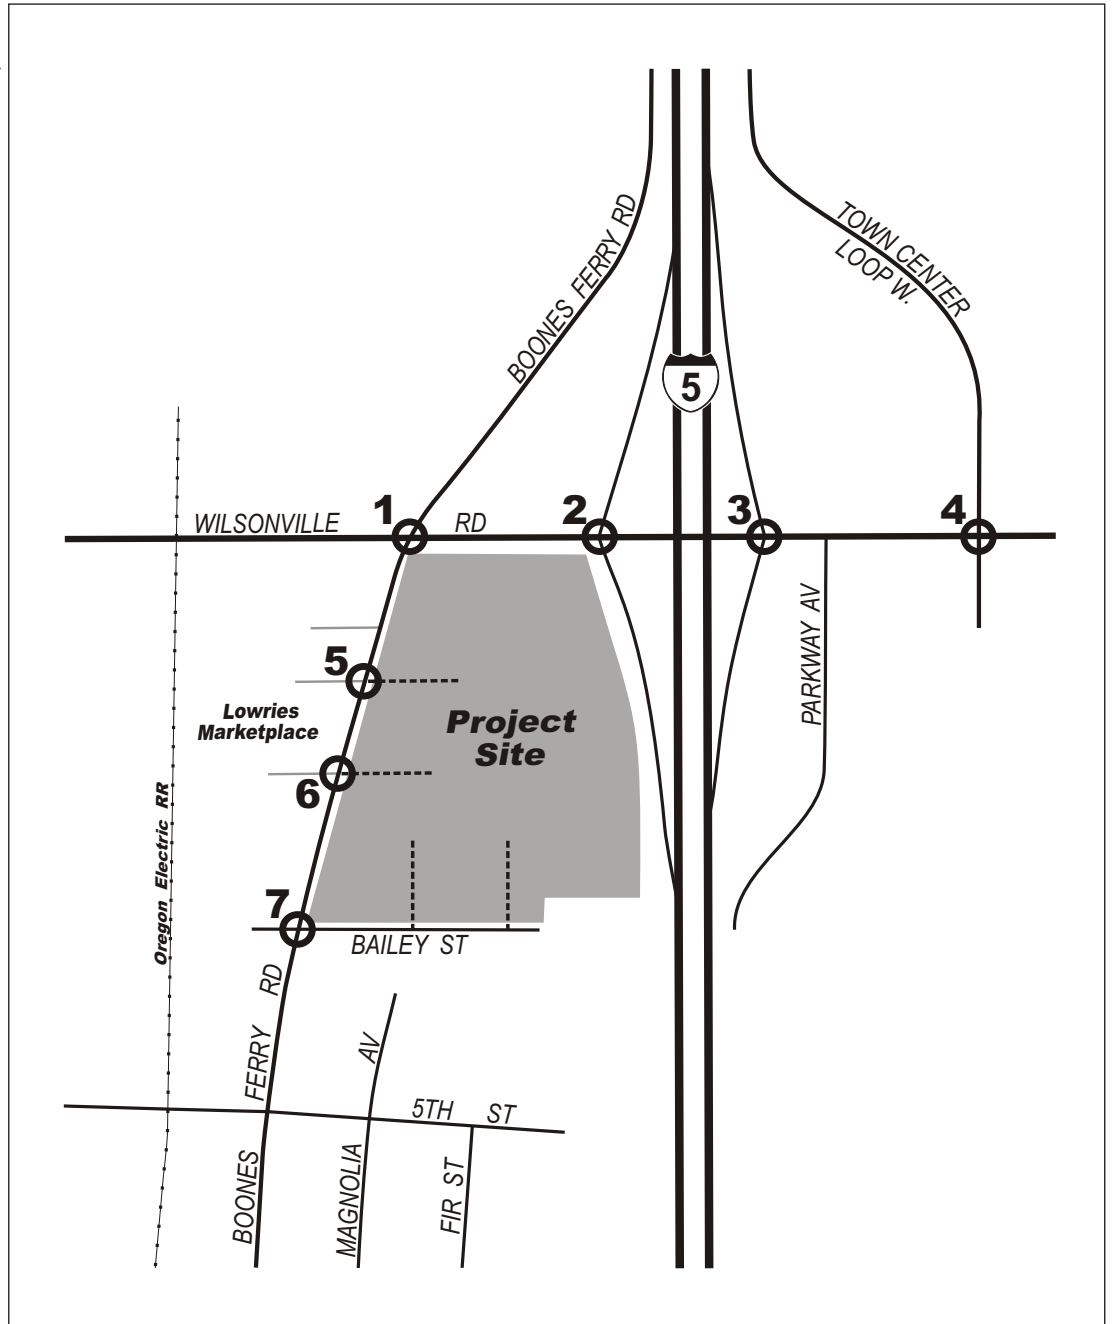 BOONES FERRY RD
TOWN CENTER
LOOP W.
5
1
2
3
4
WILSONVILLE RD
PARKWAY AV
5
Lowries
Marketplace
Project
Site
6
Oregon Electric RR
7
BAILEY ST
BOONES FERRY RD
MAGNOLIA AV
5TH ST
FIR ST